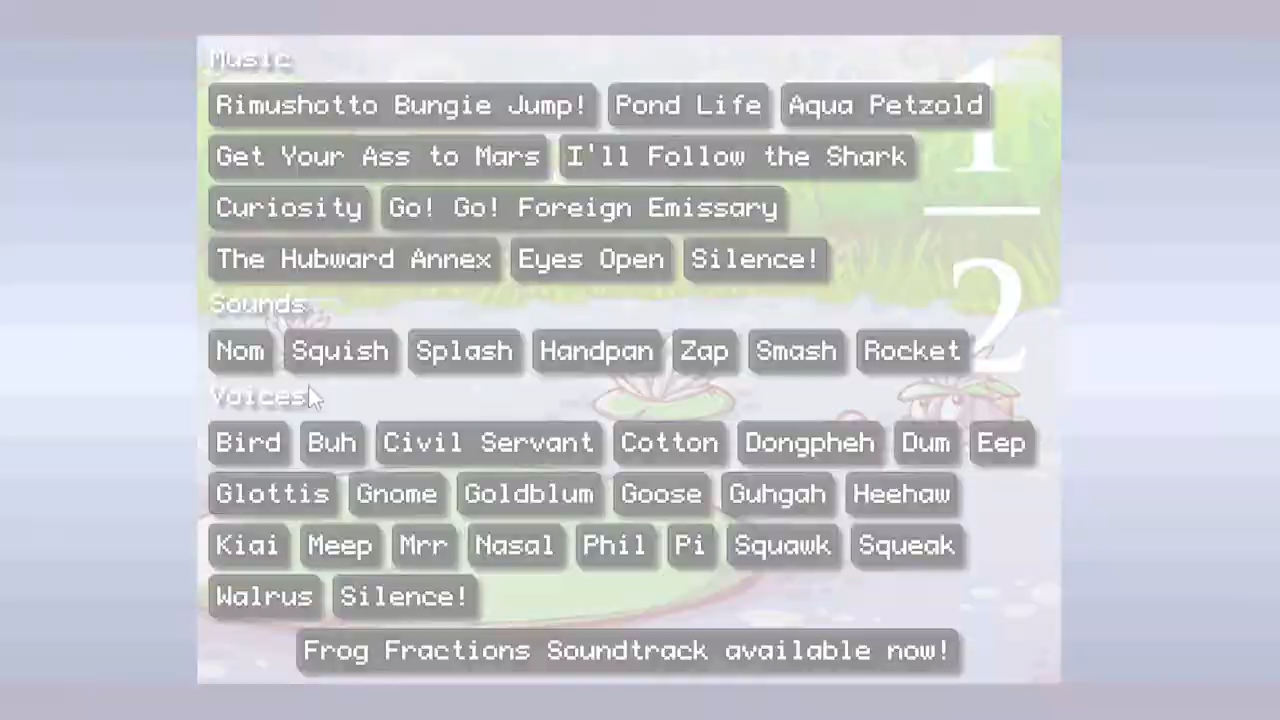 Music
Rimushotto Bungie Jump! Pond Life Aqua Petzold
Get Your Ass to Mars I'll Follow the Shark
Curiosity Go! Go! Foreign Emissary
The Hubward Annex Eyes Open Silence!
1
2
Sounds
Nom Squish Splash Handpan Zap Smash Rocket
Voices
Bird Buh Civil Servant Cotton Dongpheh Dum Eep
Glottis Gnome Goldblum Goose Guhgah Heehaw
Kiai Meep Mrr Nasal Phil Pi Squawk Squeak
Walrus Silence!
Frog Fractions Soundtrack available now!